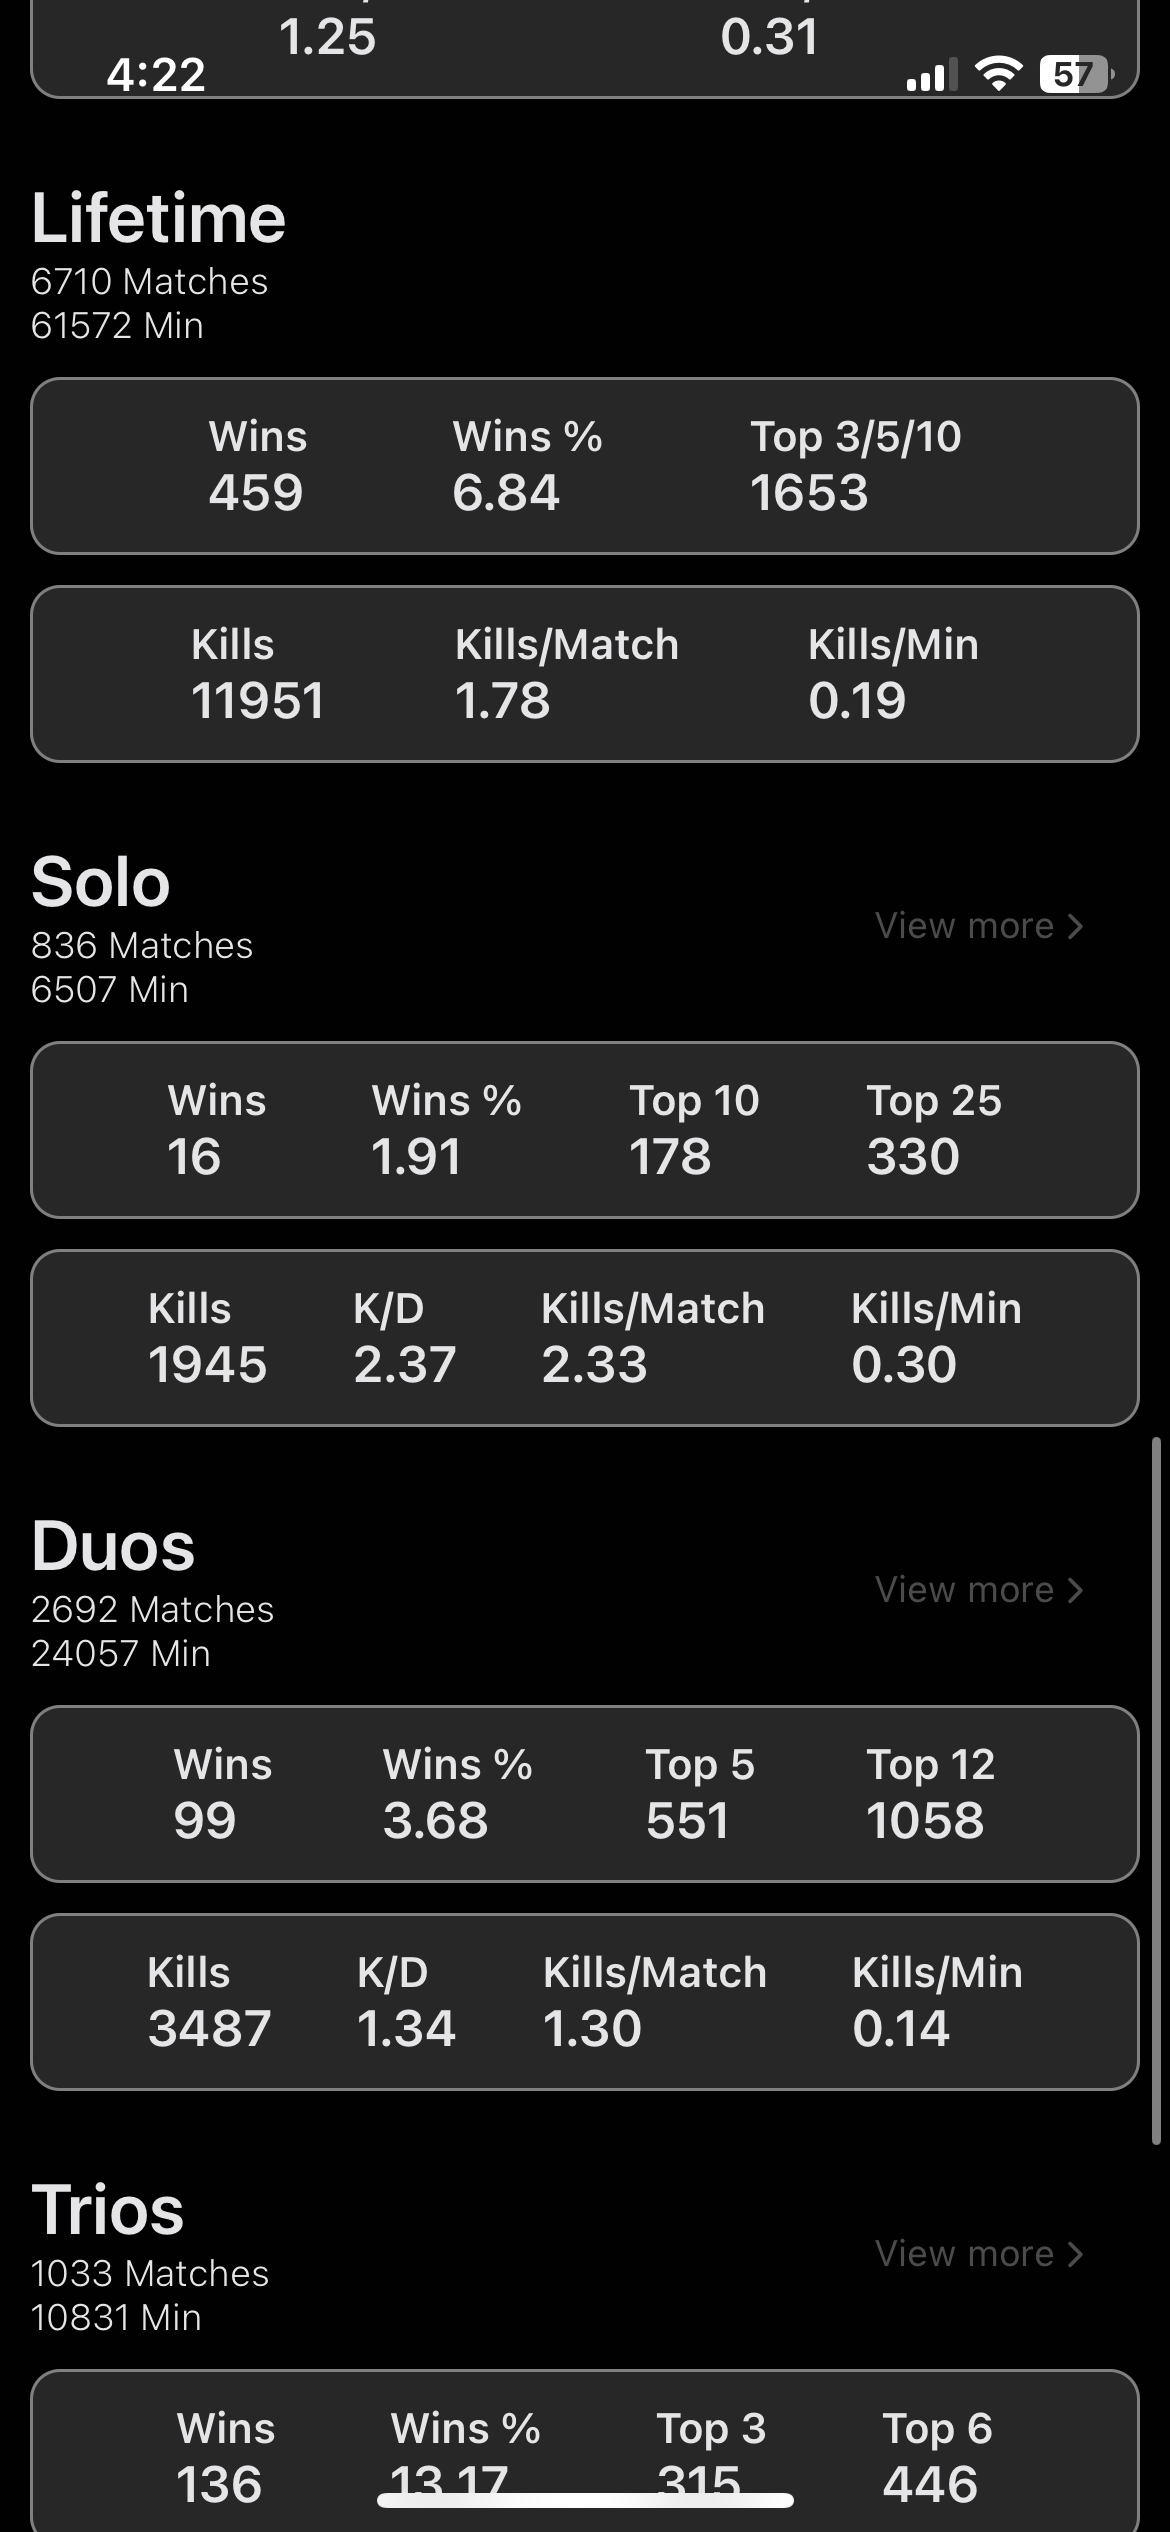 1.25 0.31
4:22 57
Lifetime
6710 Matches
61572 Min
Wins Wins % Top 3/5/10
459 6.84 1653
Kills Kills/Match Kills/Min
11951 1.78 0.19
Solo
View more
836 Matches
6507 Min
Wins Wins % Top 10 Top 25
16 1.91 178 330
Kills K/D Kills/Match Kills/Min
1945 2.37 2.33 0.30
Duos
View more
2692 Matches
24057 Min
Wins Wins % Top 5 Top 12
99 3.68 551 1058
Kills K/D Kills/Match Kills/Min
3487 1.34 1.30 0.14
Trios
View more
1033 Matches
10831 Min
Wins Wins % Top 3 Top 6
136 13.17 315 446